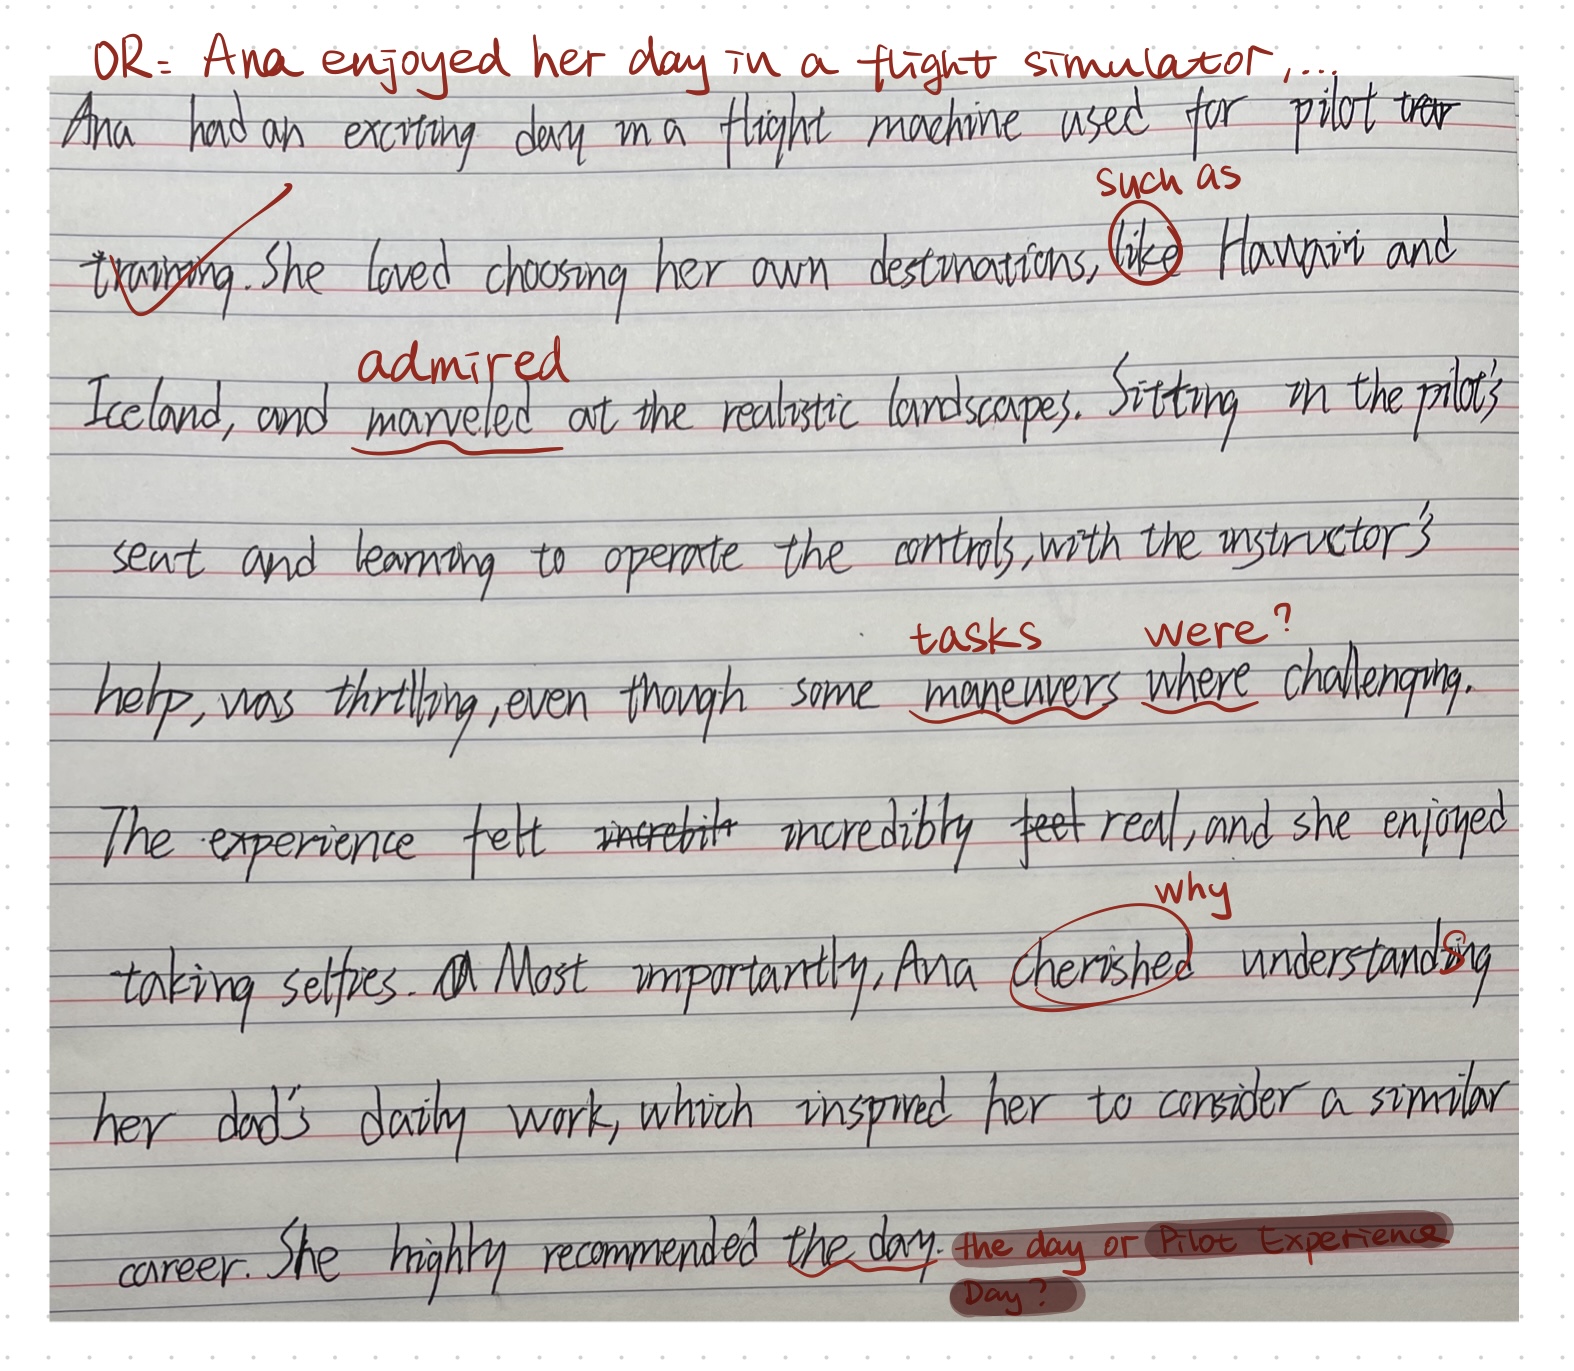 OR= Ana enjoyed her day in a flight simulator,...
Ana had an exciting day in a flight machine used for pilot trar
such as
training. She loved choosing her own destinations, like Hawaii and
admired
Iceland, and marveled at the realistic landscapes. Sitting in the pilot's
seat and learning to operate the controls, with the instructor's
tasks were?
help, was thrilling, even though some maneuvers where challenging.
The experience felt increbilt incredibly feet real, and she enjoyed
why
taking selfies. Most importantly, Ana cherished understanding
her dad's daily work, which inspired her to consider a similar
career. She highly recommended the day. the day or Pilot Experience
Day?